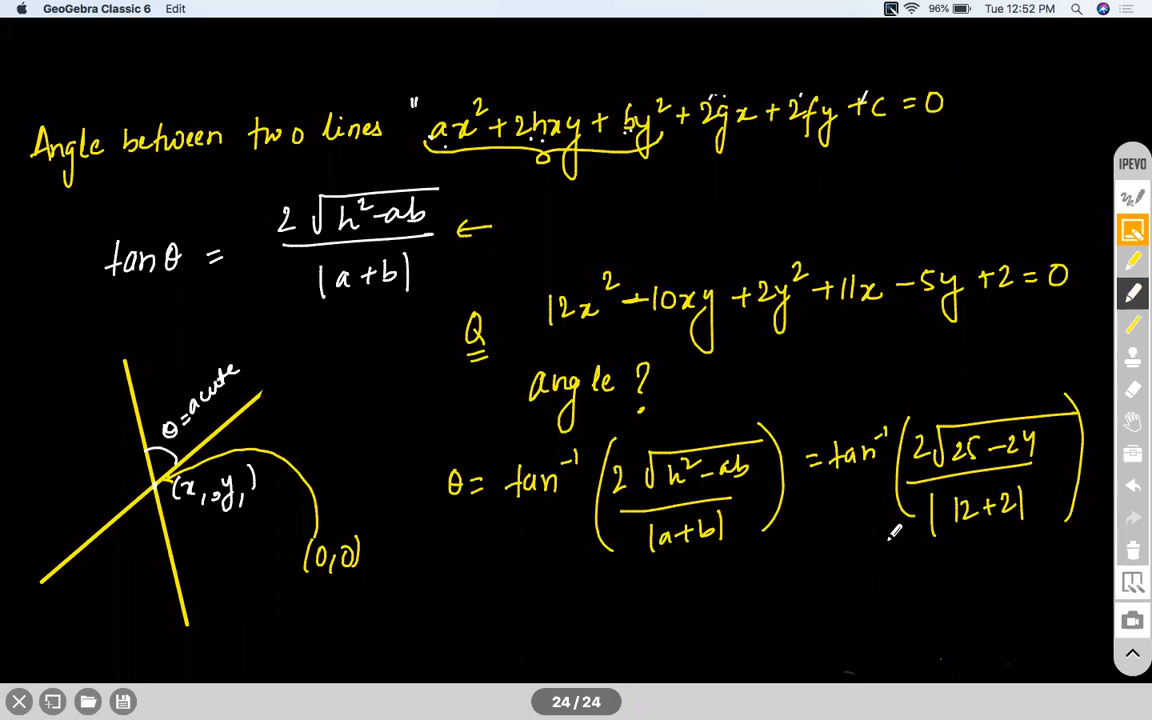 GeoGebra Classic 6 Edit 96% Tue 12:52 PM
Angle between two lines "ax² + 2hxy + by² + 2gx + 2fy + c = 0
0
tanθ = 2√(h²-ab) / |a+b| ←
Q 12x² - 10xy + 2y² + 11x - 5y + 2 = 0
angle ?
θ = acute
θ = tan⁻¹ (2√(h²-ab) / |a+b|) = tan⁻¹ (2√(25-24) / |12+2|)
(x₁, y₁)
(0,0)
IPEVO
24 / 24